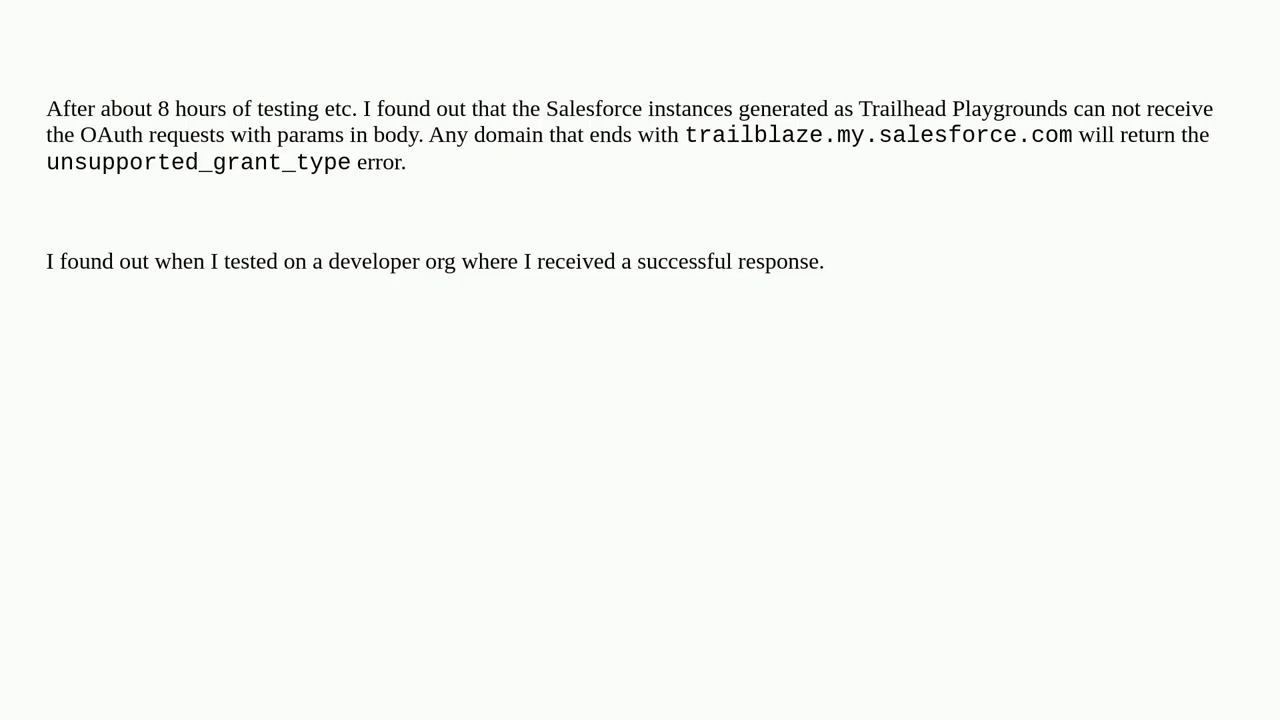 After about 8 hours of testing etc. I found out that the Salesforce instances generated as Trailhead Playgrounds can not receive
the OAuth requests with params in body. Any domain that ends with trailblaze.my.salesforce.com will return the
unsupported_grant_type error.
I found out when I tested on a developer org where I received a successful response.